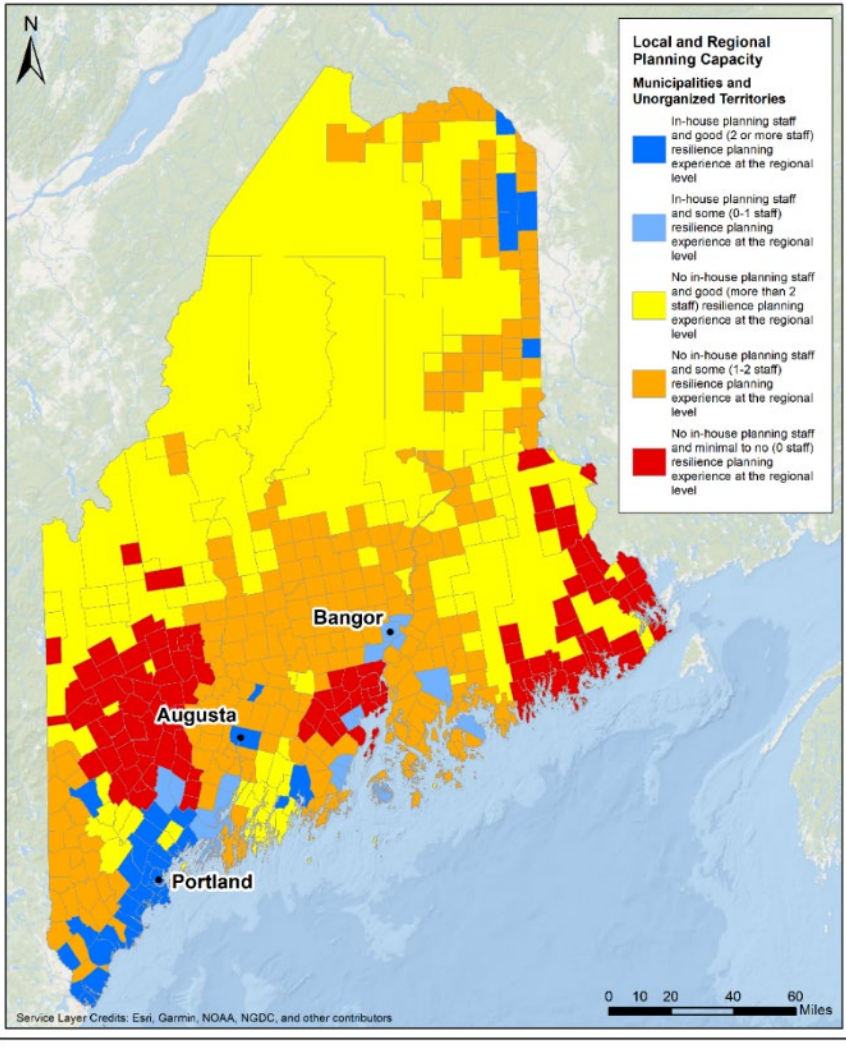 N
Local and Regional
Planning Capacity
Municipalities and
Unorganized Territories
In-house planning staff
and good (2 or more staff)
resilience planning
experience at the regional
level
In-house planning staff
and some (0-1 staff)
resilience planning
experience at the regional
level
No in-house planning staff
and good (more than 2
staff) resilience planning
experience at the regional
level
No in-house planning staff
and some (1-2 staff)
resilience planning
experience at the regional
level
No in-house planning staff
and minimal to no (0 staff)
resilience planning
experience at the regional
level
Bangor
Augusta
Portland
0 10 20 40 60
Miles
Service Layer Credits: Esri, Garmin, NOAA, NGDC, and other contributors